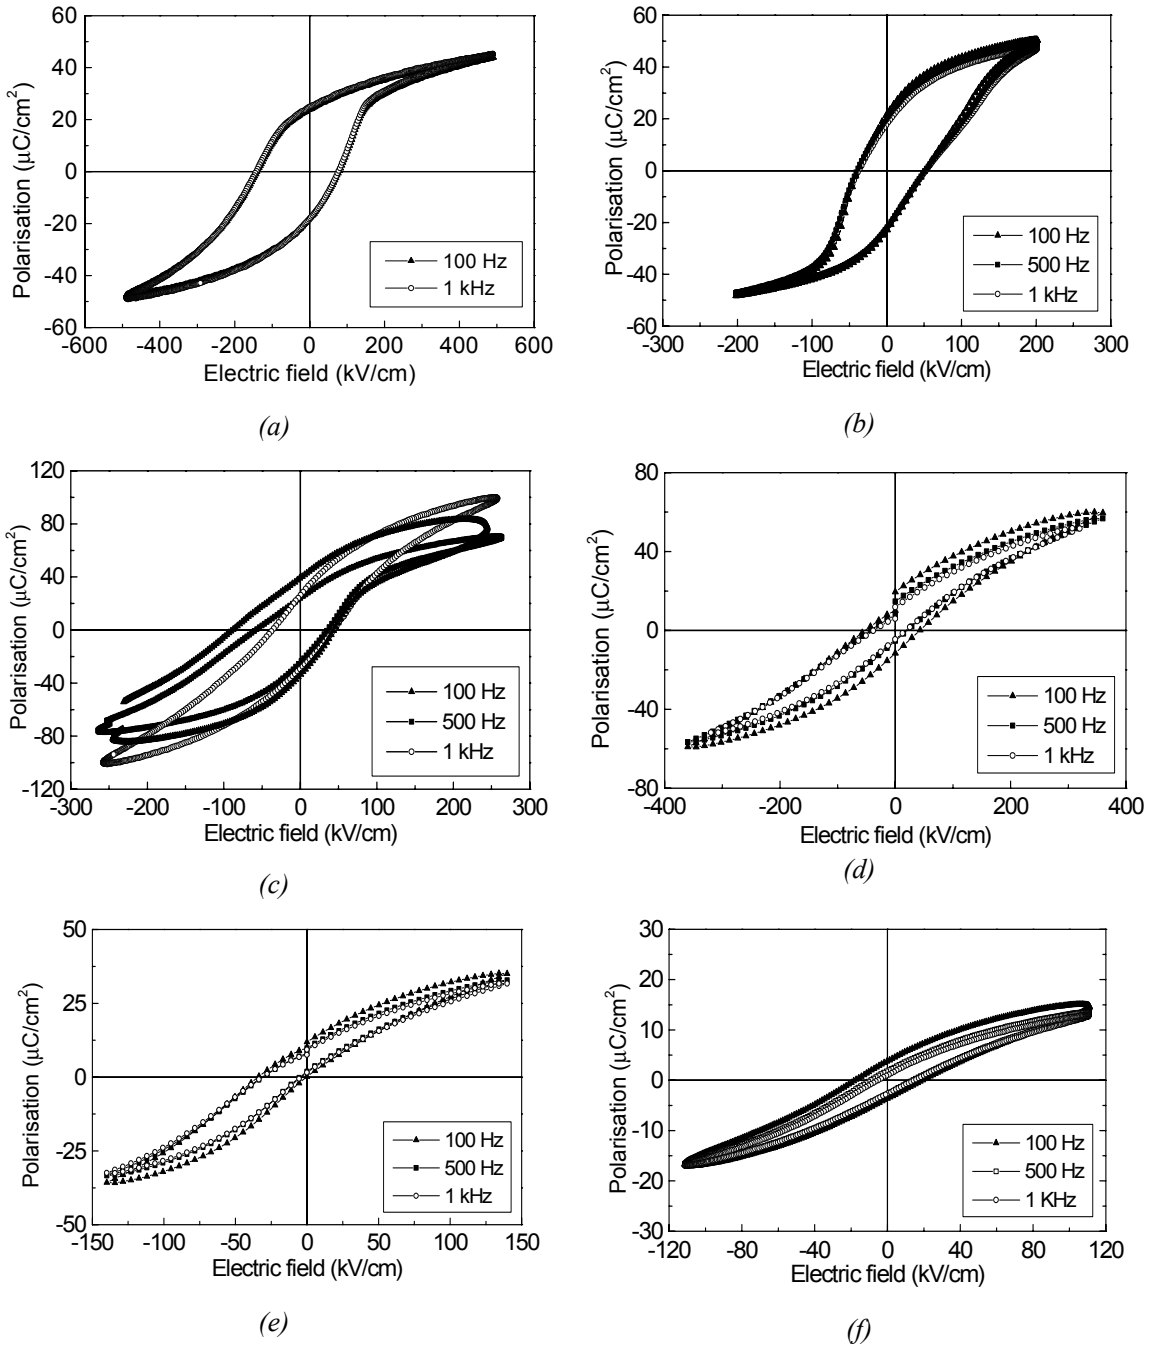 60
40
20
0
-20
-40
-60
-600 -400 -200 0 200 400 600
Polarisation (μC/cm²)
Electric field (kV/cm)
100 Hz
1 kHz
(a)
60
40
20
0
-20
-40
-60
-300 -200 -100 0 100 200 300
Polarisation (μC/cm²)
Electric field (kV/cm)
100 Hz
500 Hz
1 kHz
(b)
120
80
40
0
-40
-80
-120
-300 -200 -100 0 100 200 300
Polarisation (μC/cm²)
Electric field (kV/cm)
100 Hz
500 Hz
1 kHz
(c)
80
40
0
-40
-80
-400 -200 0 200 400
Polarisation (μC/cm²)
Electric field (kV/cm)
100 Hz
500 Hz
1 kHz
(d)
50
25
0
-25
-50
-150 -100 -50 0 50 100 150
Polarisation (μC/cm²)
Electric field (kV/cm)
100 Hz
500 Hz
1 kHz
(e)
30
20
10
0
-10
-20
-30
-120 -80 -40 0 40 80 120
Polarisation (μC/cm²)
Electric field (kV/cm)
100 Hz
500 Hz
1 KHz
(f)